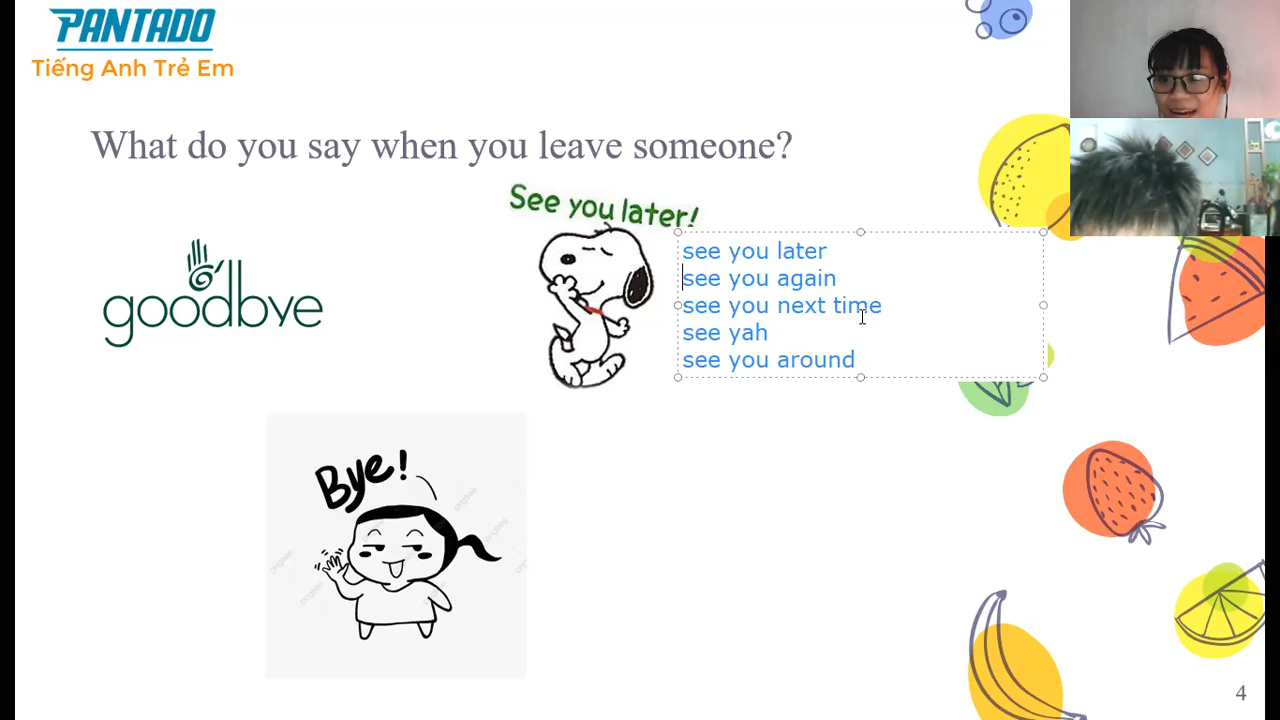 PANTADO
Tiếng Anh Trẻ Em
What do you say when you leave someone?
See you later!
goodbye
see you later
see you again
see you next time
see yah
see you around
Bye!
4